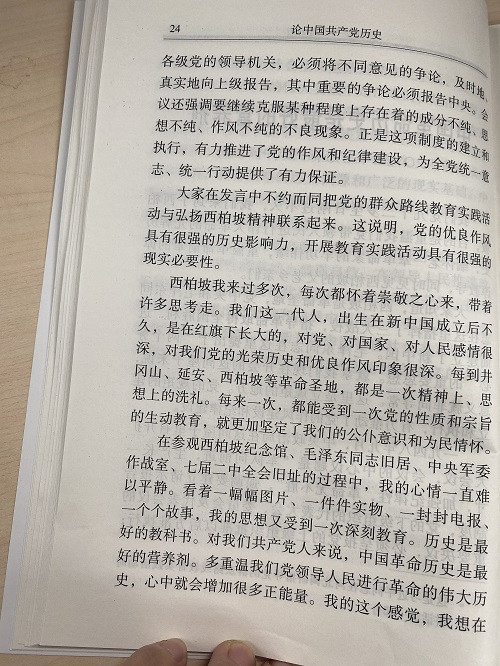 24 论中国共产党历史
各级党的领导机关，必须将不同意见的争论，及时地、
真实地向上级报告，其中重要的争论必须报告中央。会
议还强调要继续克服某种程度上存在着的成分不纯、思
想不纯、作风不纯的不良现象。正是这项制度的建立和
执行，有力推进了党的作风和纪律建设，为全党统一意
志、统一行动提供了有力保证。
大家在发言中不约而同把党的群众路线教育实践活
动与弘扬西柏坡精神联系起来。这说明，党的优良作风
具有很强的历史影响力，开展教育实践活动具有很强的
现实必要性。
西柏坡我来过多次，每次都怀着崇敬之心来，带着
许多思考走。我们这一代人，出生在新中国成立后不
久，是在红旗下长大的，对党、对国家、对人民感情很
深，对我们党的光荣历史和优良作风印象很深。每到井
冈山、延安、西柏坡等革命圣地，都是一次精神上、思
想上的洗礼。每来一次，都能受到一次党的性质和宗旨
的生动教育，就更加坚定了我们的公仆意识和为民情怀。
在参观西柏坡纪念馆、毛泽东同志旧居、中央军委
作战室、七届二中全会旧址的过程中，我的心情一直难
以平静。看着一幅幅图片、一件件实物、一封封电报、
一个个故事，我的思想又受到一次深刻教育。历史是最
好的教科书。对我们共产党人来说，中国革命历史是最
好的营养剂。多重温我们党领导人民进行革命的伟大历
史，心中就会增加很多正能量。我的这个感觉，我想在